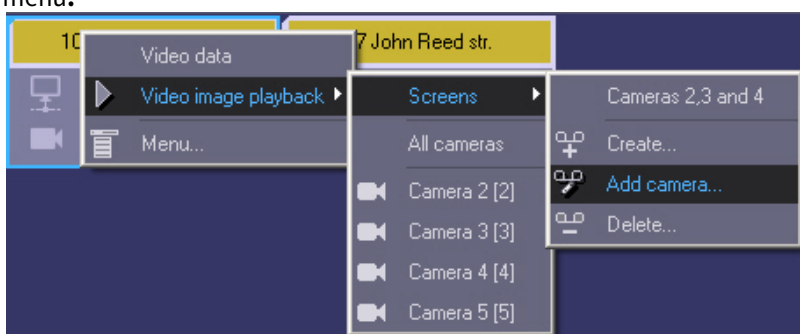 menu.
10
7 John Reed str.
Video data
Video image playback
Menu...
Screens
All cameras
Camera 2 [2]
Camera 3 [3]
Camera 4 [4]
Camera 5 [5]
Cameras 2,3 and 4
Create...
Add camera...
Delete...